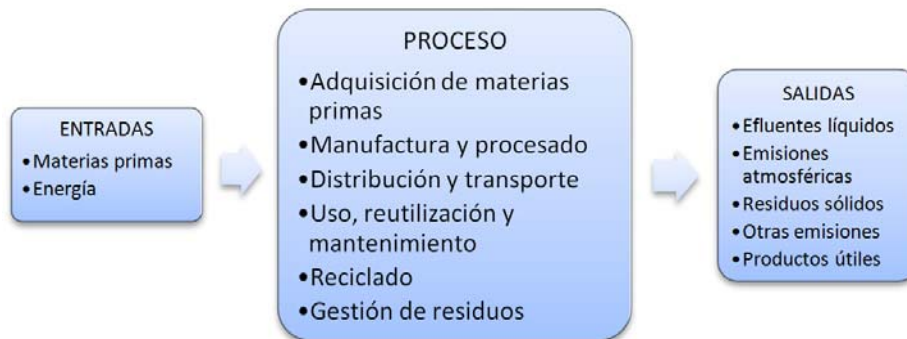 ENTRADAS
•Materias primas
•Energía
PROCESO
•Adquisición de materias
primas
•Manufactura y procesado
•Distribución y transporte
•Uso, reutilización y
mantenimiento
•Reciclado
•Gestión de residuos
SALIDAS
•Efluentes líquidos
•Emisiones
atmosféricas
•Residuos sólidos
•Otras emisiones
•Productos útiles